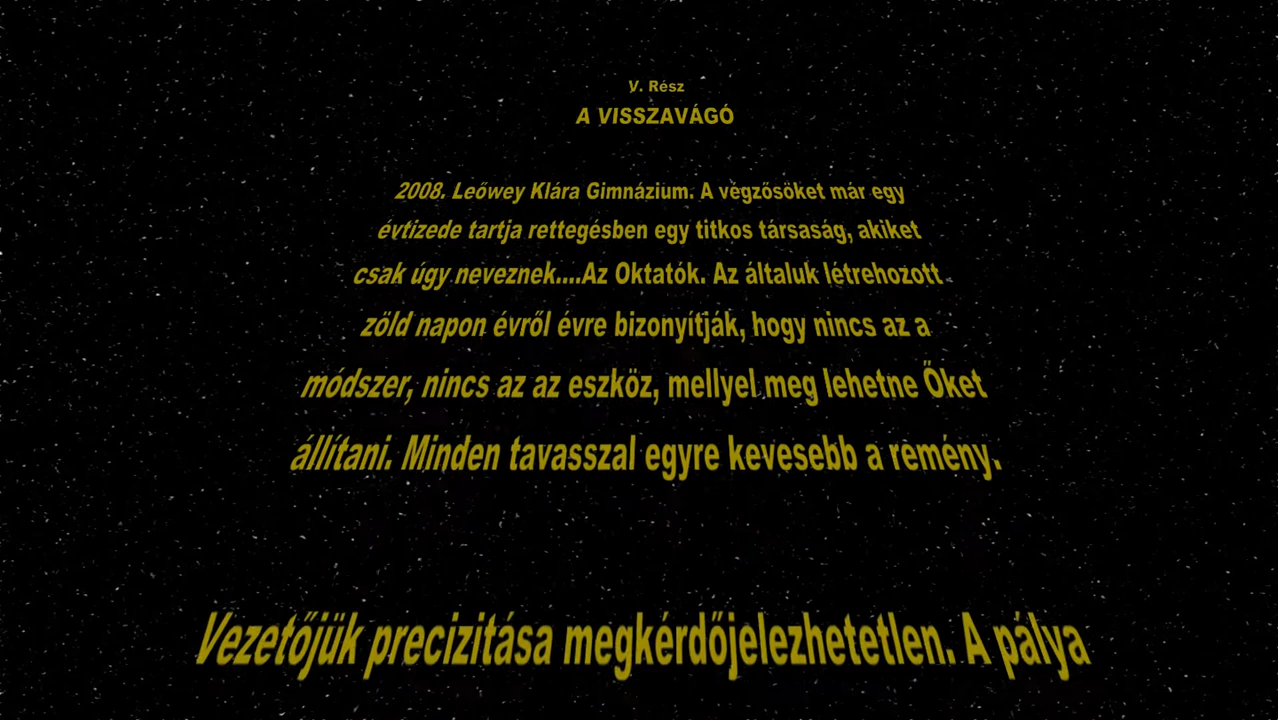 V. Rész
A VISSZAVÁGÓ
2008. Leőwey Klára Gimnázium. A végzősöket már egy
évtizede tartja rettegésben egy titkos társaság, akiket
csak úgy neveznek....Az Oktatók. Az általuk létrehozott
zöld napon évről évre bizonyítják, hogy nincs az a
módszer, nincs az az eszköz, mellyel meg lehetne Őket
állítani. Minden tavasszal egyre kevesebb a remény.
Vezetőjük precizitása megkérdőjelezhetetlen. A pálya